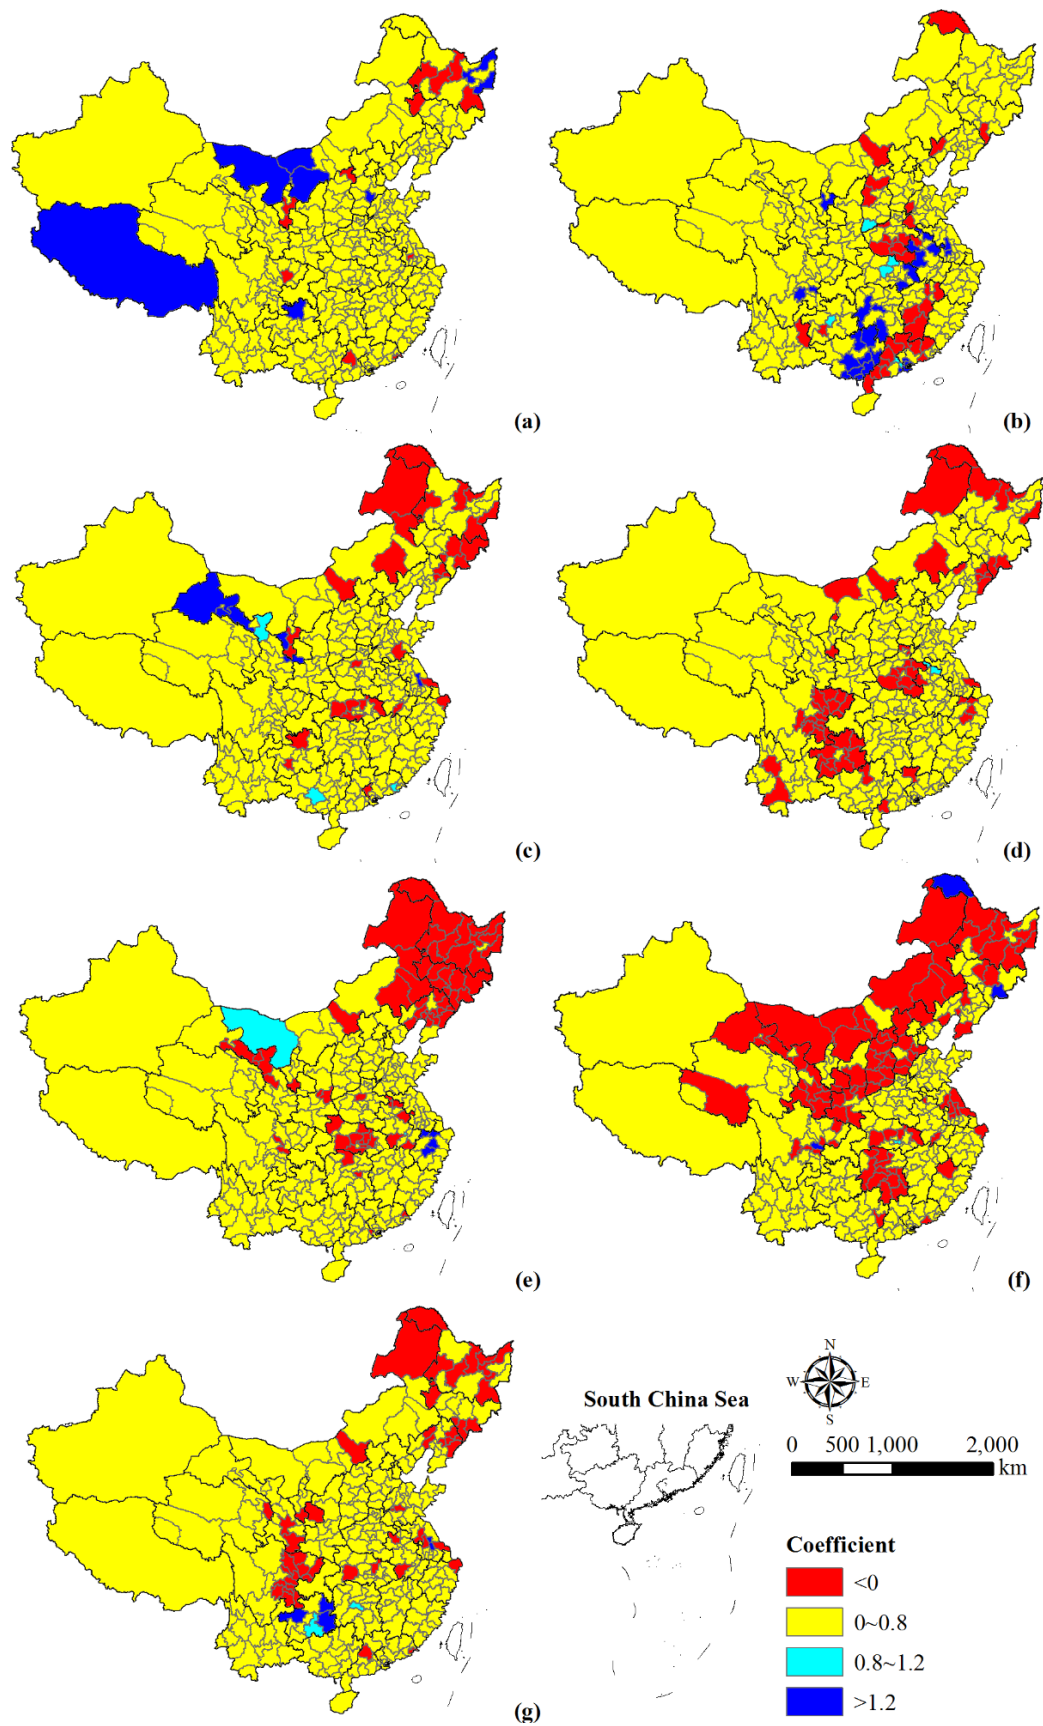 (a)
(b)
(c)
(d)
(e)
(f)
(g)
South China Sea
N
W E
S
0 500 1,000 2,000
km
Coefficient
<0
0~0.8
0.8~1.2
>1.2